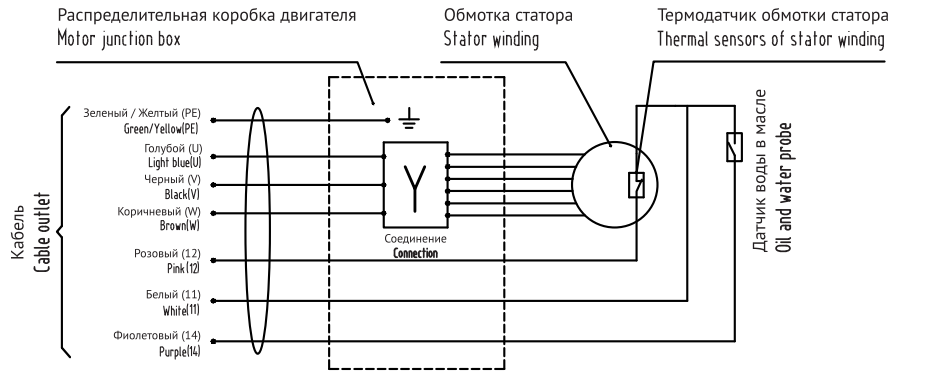 Распределительная коробка двигателя
Motor junction box
Обмотка статора
Stator winding
Термодатчик обмотки статора
Thermal sensors of stator winding
Кабель
Cable outlet
Зеленый / Желтый (PE)
Green/Yellow(PE)
Голубой (U)
Light blue(U)
Черный (V)
Black(V)
Коричневый (W)
Brown(W)
Розовый (12)
Pink(12)
Белый (11)
White(11)
Фиолетовый (14)
Purple(14)
Y
Соединение
Connection
Датчик воды в масле
Oil and water probe